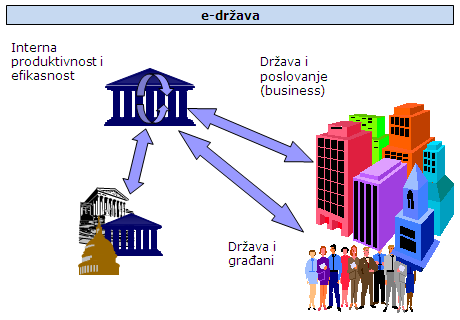 e-država
Interna
produktivnost i
efikasnost
Država i
poslovanje
(business)
Država i
građani